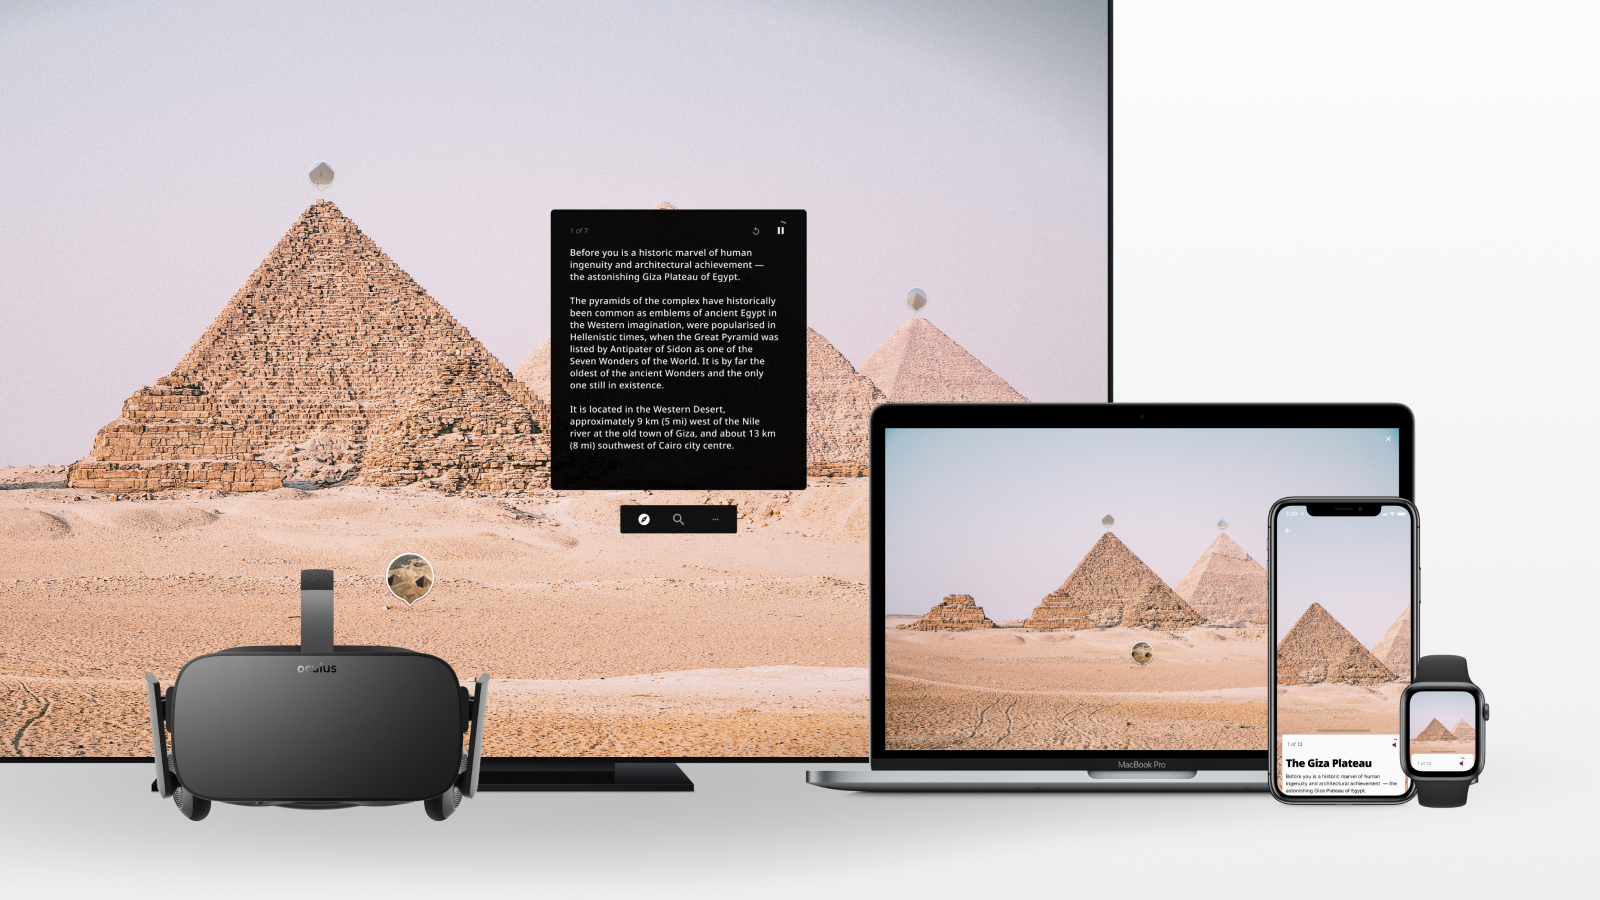 1 of 7
Before you is a historic marvel of human
ingenuity and architectural achievement —
the astonishing Giza Plateau of Egypt.
The pyramids of the complex have historically
been common as emblems of ancient Egypt in
the Western imagination, were popularised in
Hellenistic times, when the Great Pyramid was
listed by Antipater of Sidon as one of the
Seven Wonders of the World. It is by far the
oldest of the ancient Wonders and the only
one still in existence.
It is located in the Western Desert,
approximately 9 km (5 mi) west of the Nile
river at the old town of Giza, and about 13 km
(8 mi) southwest of Cairo city centre.
oculus
MacBook Pro
1 of 12
The Giza Plateau
Before you is a historic marvel of human
ingenuity and architectural achievement — the
astonishing Giza Plateau of Egypt.
1 of 12